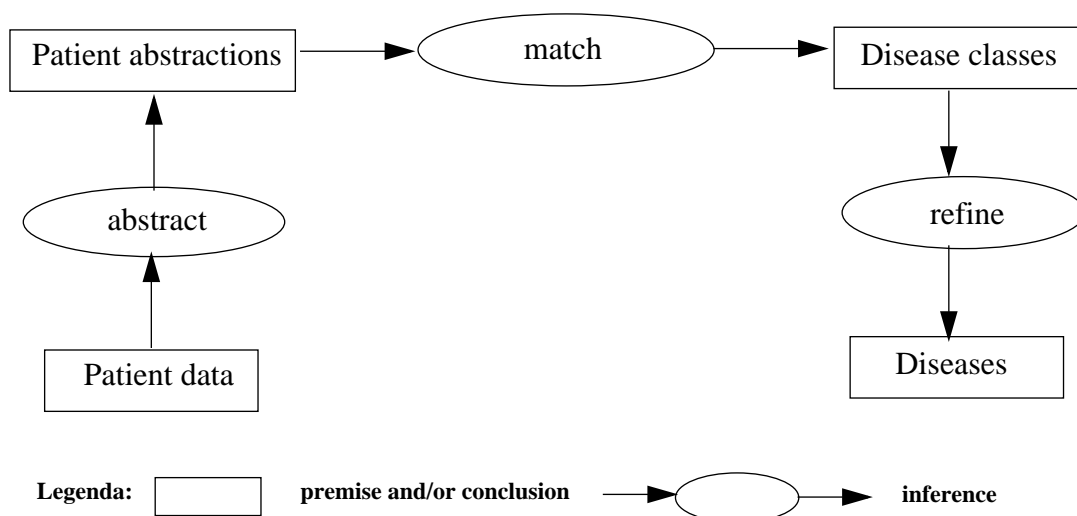 Patient abstractions
match
Disease classes
abstract
refine
Patient data
Diseases
Legenda: premise and/or conclusion inference